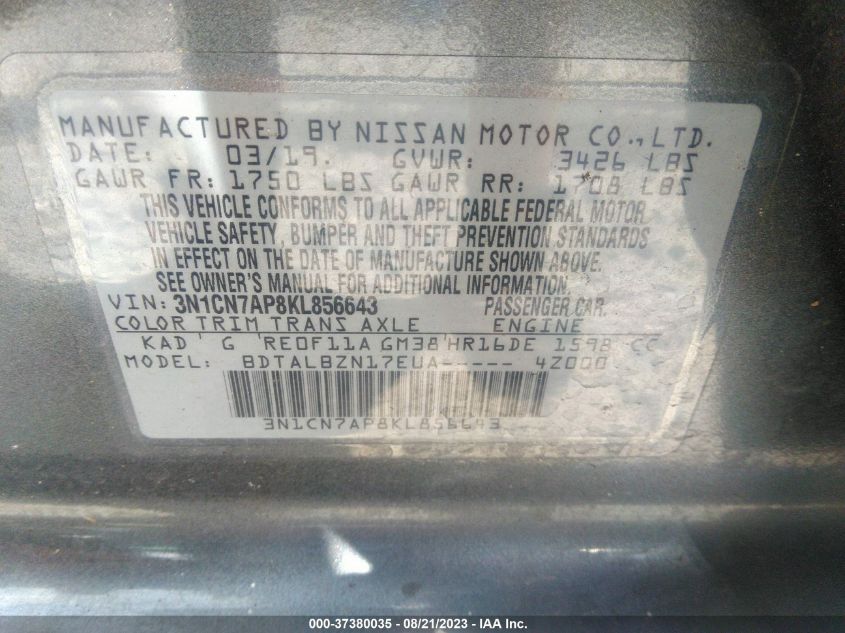 MANUFACTURED BY NISSAN MOTOR CO., LTD.
DATE: 03/19. GVWR: 3426 LBS
GAWR FR: 1750 LBS GAWR RR: 1708 LBS
THIS VEHICLE CONFORMS TO ALL APPLICABLE FEDERAL MOTOR
VEHICLE SAFETY, BUMPER AND THEFT PREVENTION STANDARDS
IN EFFECT ON THE DATE OF MANUFACTURE SHOWN ABOVE.
SEE OWNER'S MANUAL FOR ADDITIONAL INFORMATION.
VIN: 3N1CN7AP8KL856643 PASSENGER CAR
COLOR TRIM TRANS AXLE ENGINE
KAD G RE0F11A GM38 HR16DE 1598 CC
MODEL: BDTALBZN17EUA----- 4Z000
3N1CN7AP8KL856643
000-37380035 - 08/21/2023 - IAA Inc.